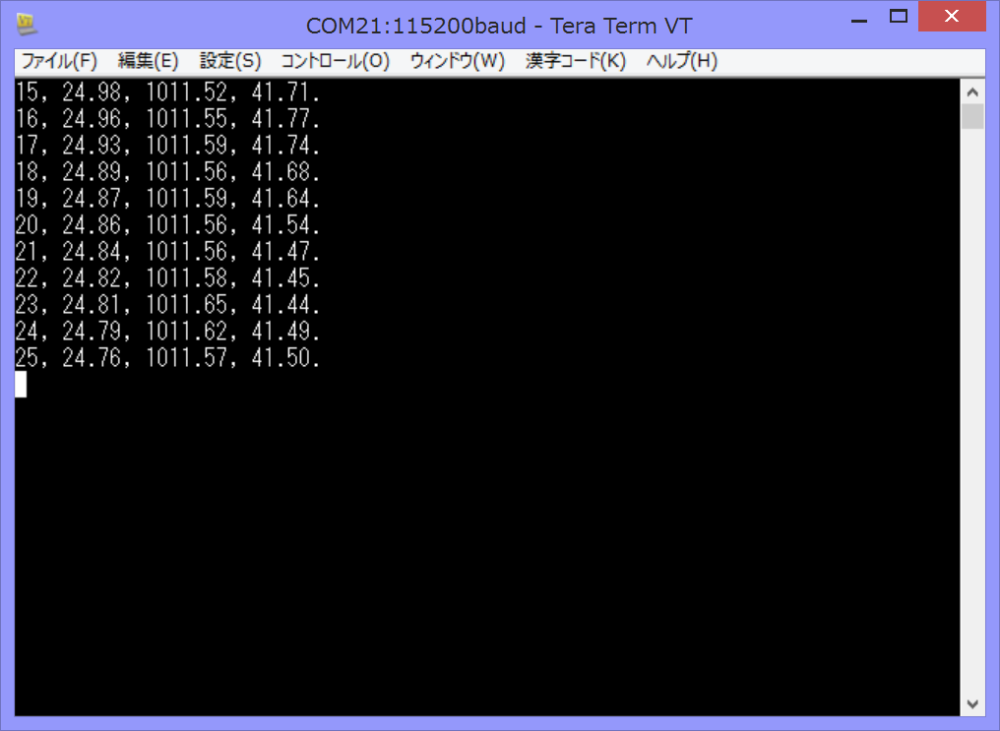 COM21:115200baud - Tera Term VT
ファイル(F) 編集(E) 設定(S) コントロール(O) ウィンドウ(W) 漢字コード(K) ヘルプ(H)
15, 24.98, 1011.52, 41.71.
16, 24.96, 1011.55, 41.77.
17, 24.93, 1011.59, 41.74.
18, 24.89, 1011.56, 41.68.
19, 24.87, 1011.59, 41.64.
20, 24.86, 1011.56, 41.54.
21, 24.84, 1011.56, 41.47.
22, 24.82, 1011.58, 41.45.
23, 24.81, 1011.65, 41.44.
24, 24.79, 1011.62, 41.49.
25, 24.76, 1011.57, 41.50.